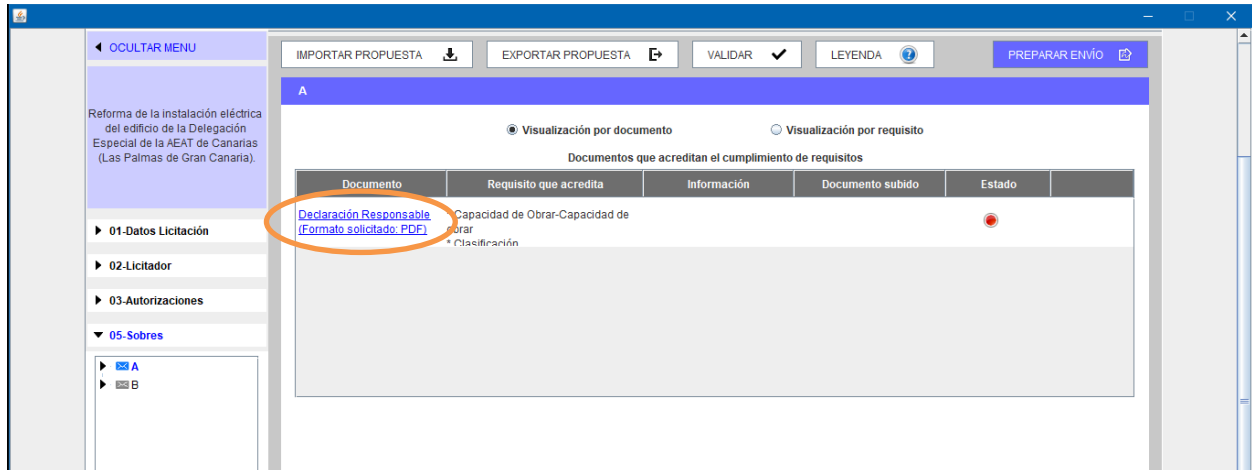 OCULTAR MENU
Reforma de la instalación eléctrica
del edificio de la Delegación
Especial de la AEAT de Canarias
(Las Palmas de Gran Canaria).
01-Datos Licitación
02-Licitador
03-Autorizaciones
05-Sobres
A
B
IMPORTAR PROPUESTA
EXPORTAR PROPUESTA
VALIDAR
LEYENDA
PREPARAR ENVÍO
A
Visualización por documento
Visualización por requisito
Documentos que acreditan el cumplimiento de requisitos
Documento
Requisito que acredita
Información
Documento subido
Estado
Declaración Responsable
(Formato solicitado: PDF)
* Capacidad de Obrar-Capacidad de
obrar
* Clasificación